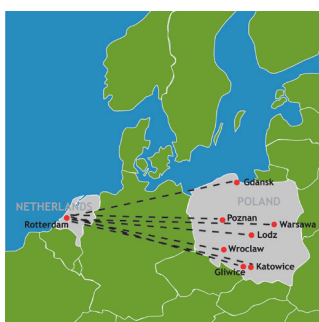 Gdansk
NETHERLANDS
POLAND
Rotterdam
Poznan
Warsawa
Lodz
Wroclaw
Gliwice
Katowice